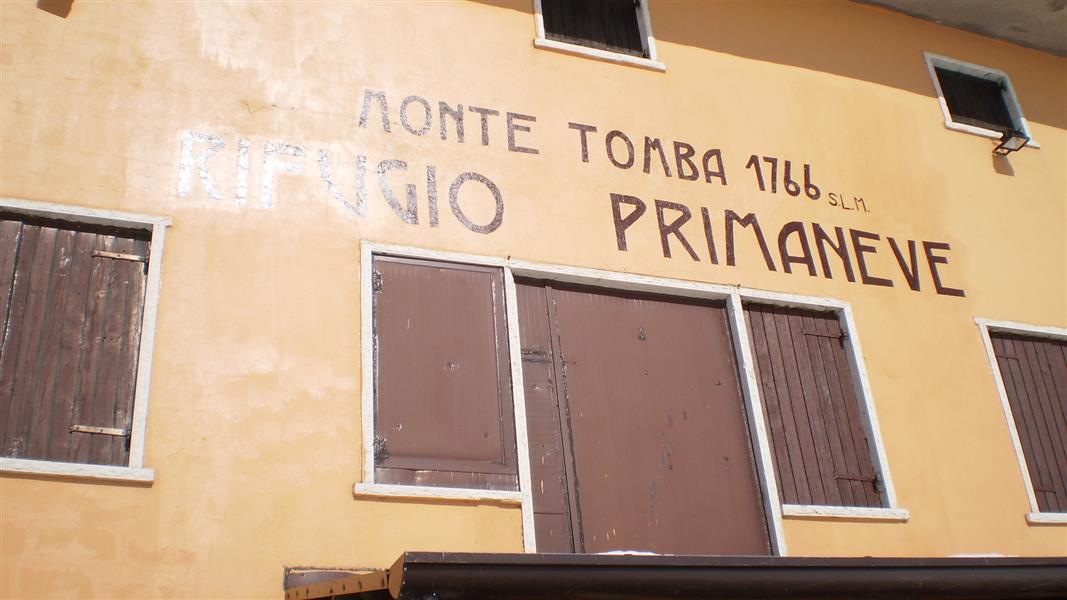 MONTE TOMBA 1766 S.L.M.
RIFUGIO PRIMANEVE